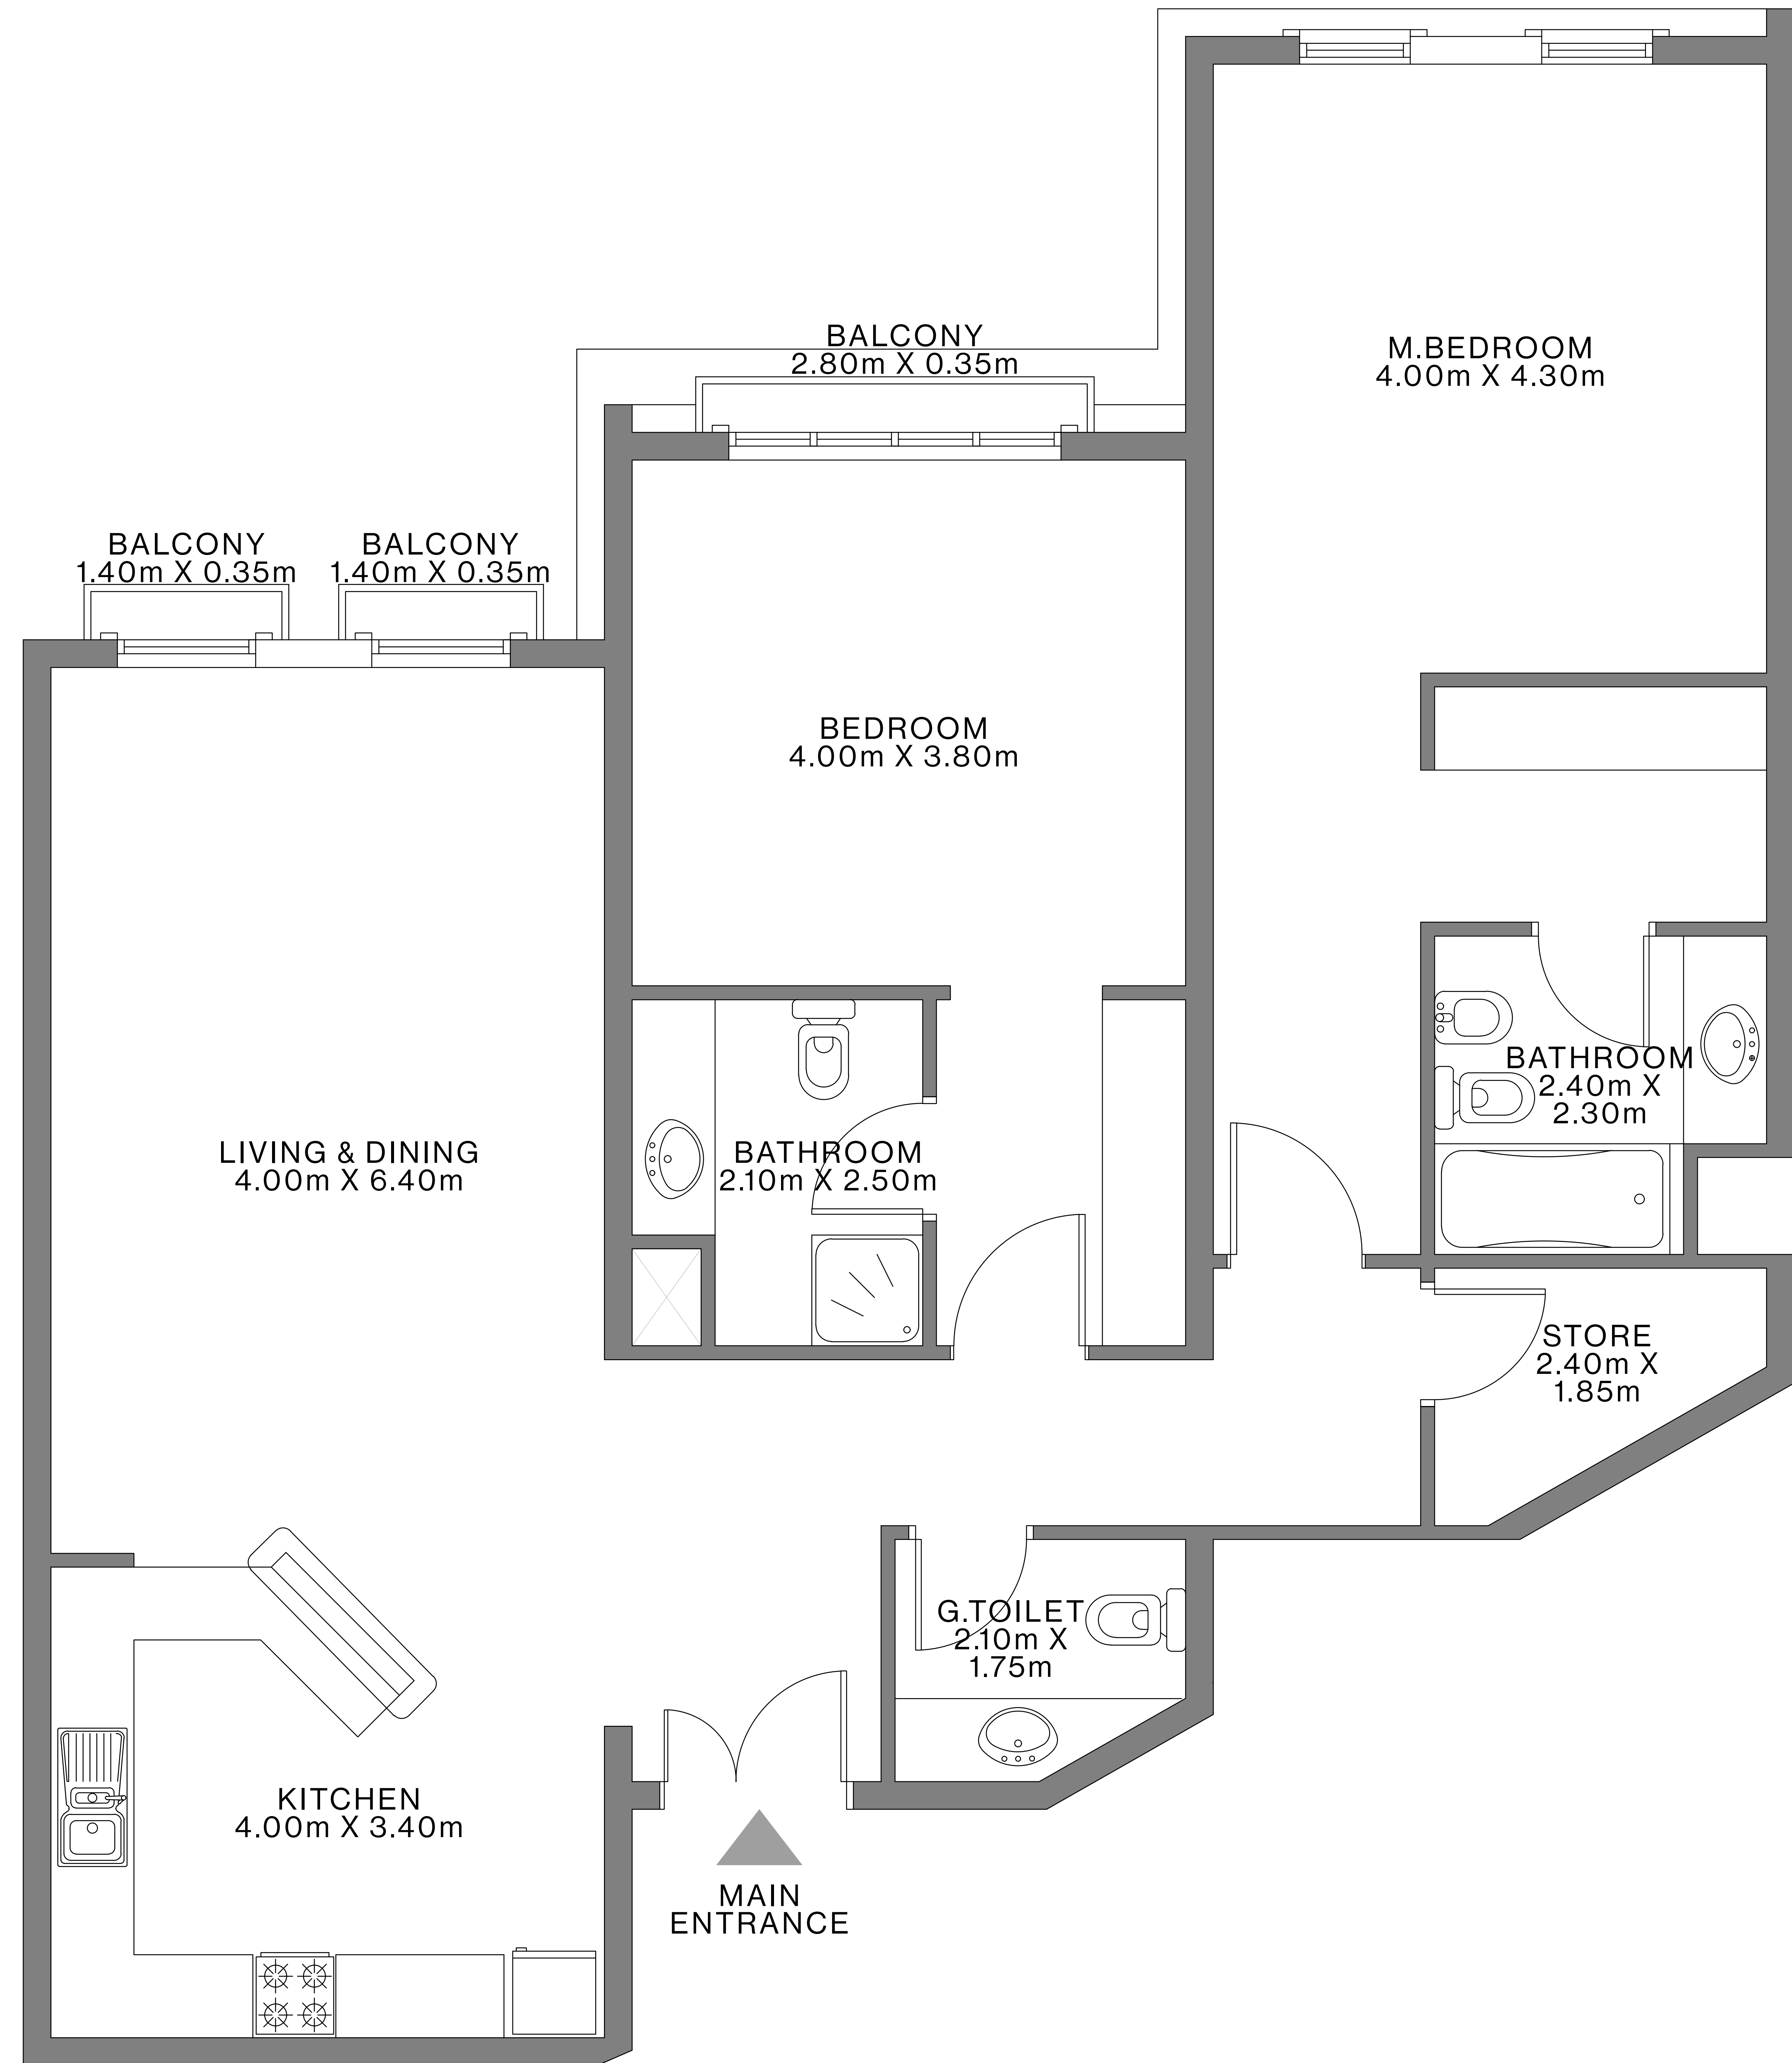 BALCONY
2.80m X 0.35m
M.BEDROOM
4.00m X 4.30m
BALCONY
1.40m X 0.35m
BALCONY
1.40m X 0.35m
BEDROOM
4.00m X 3.80m
BATHROOM
2.40m X
2.30m
LIVING & DINING
4.00m X 6.40m
BATHROOM
2.10m X 2.50m
STORE
2.40m X
1.85m
G.TOILET
2.10m X
1.75m
KITCHEN
4.00m X 3.40m
MAIN
ENTRANCE